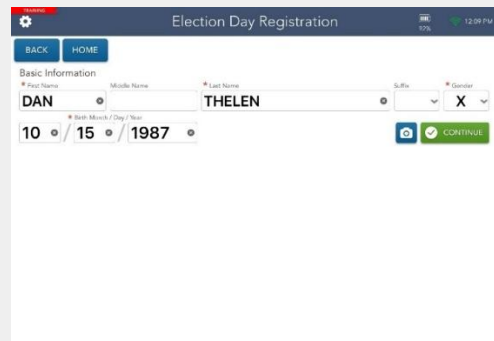 TRAINING
Election Day Registration
97%
12:09 PM
BACK HOME
Basic Information
* First Name Middle Name * Last Name Suffix * Gender
DAN THELEN X
* Birth Month / Day / Year
10 / 15 / 1987 CONTINUE